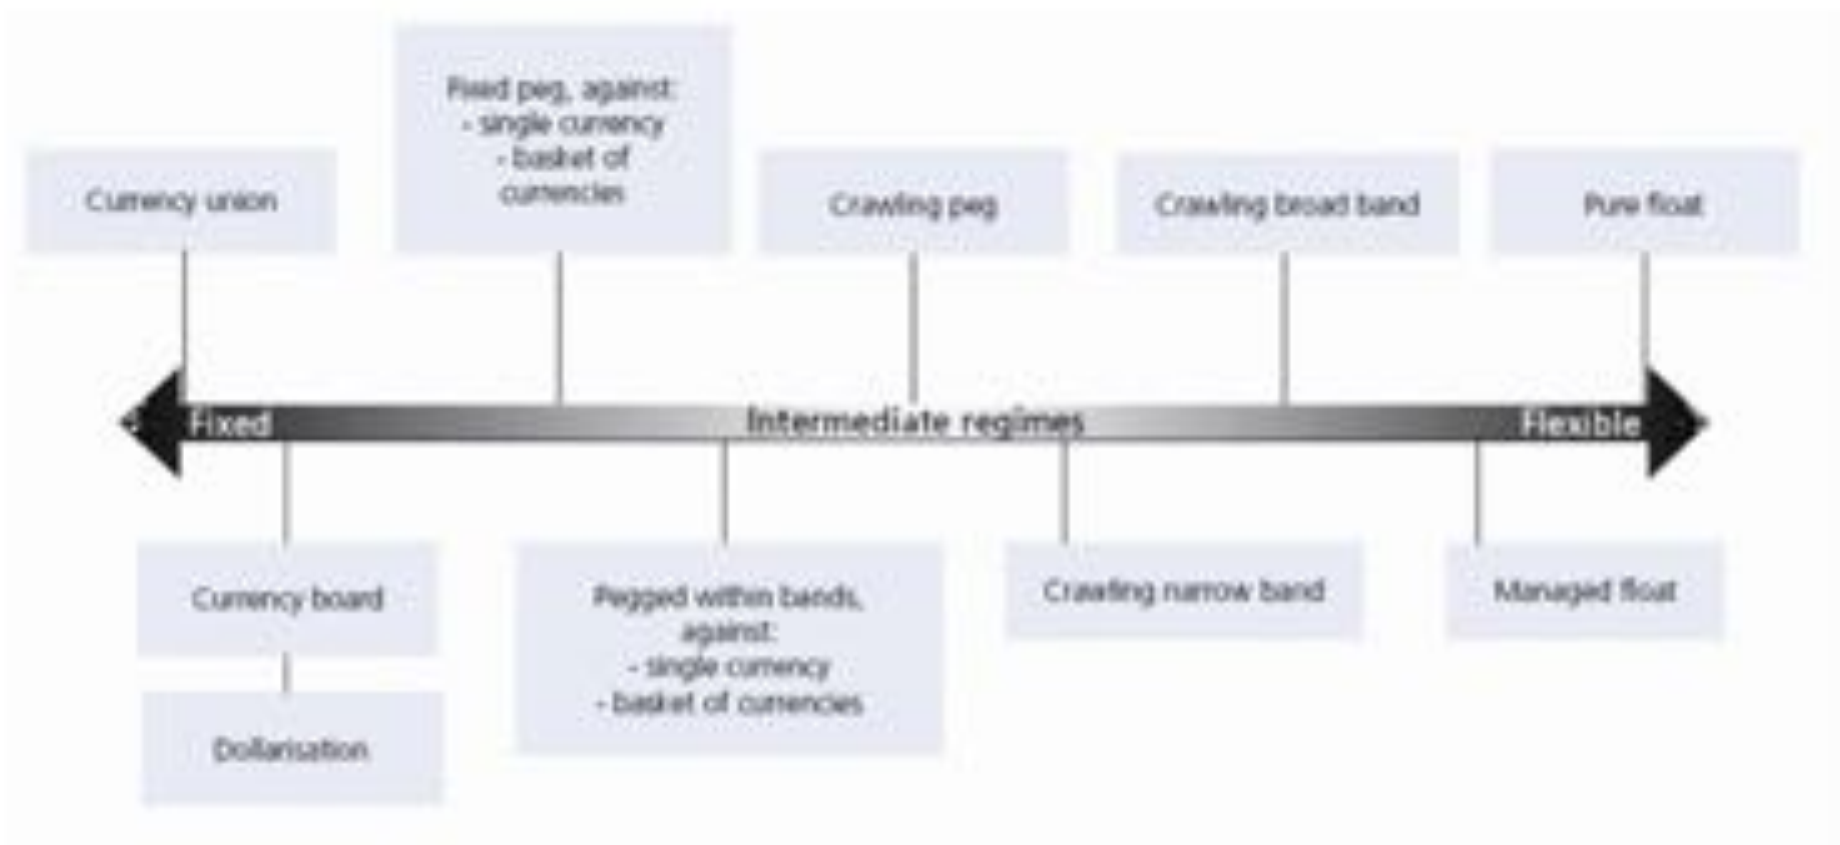 Fixed peg, against:
- single currency
- basket of
currencies
Currency union
Crawling peg
Crawling broad band
Pure float
Fixed
Intermediate regimes
Flexible
Currency board
Pegged within bands,
against:
- single currency
- basket of currencies
Crawling narrow band
Managed float
Dollarisation